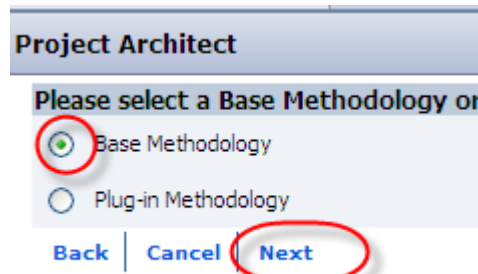 Project Architect
Please select a Base Methodology or
Base Methodology
Plug-in Methodology
Back Cancel Next